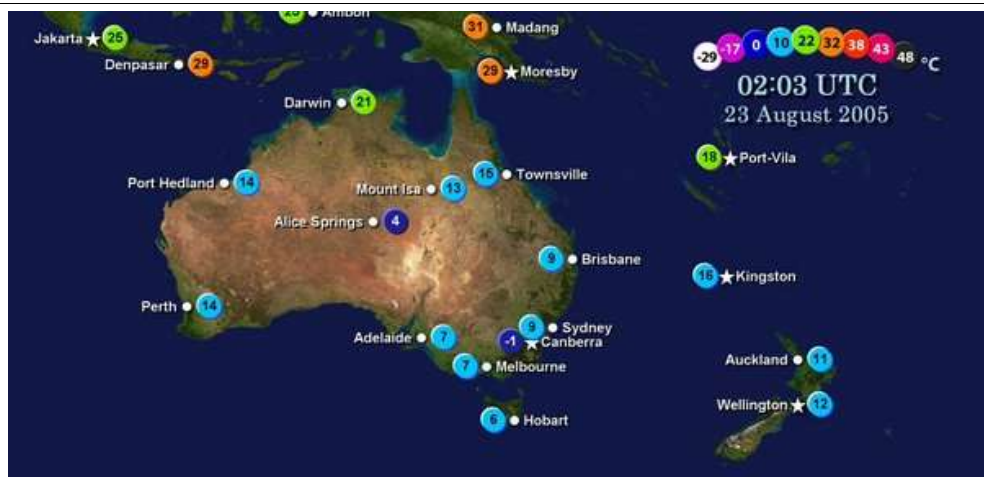 Ambon
31 Madang
-29 -17 0 10 22 32 38 43 48 °C
Jakarta 25
Denpasar 29
29 Moresby
02:03 UTC
23 August 2005
Darwin 21
18 Port-Vila
Port Hedland 14
Mount Isa 13
Townsville
Alice Springs 4
9 Brisbane
16 Kingston
Perth 14
9 Sydney
Adelaide 7
-1 Canberra
7 Melbourne
Auckland 11
Wellington 12
6 Hobart